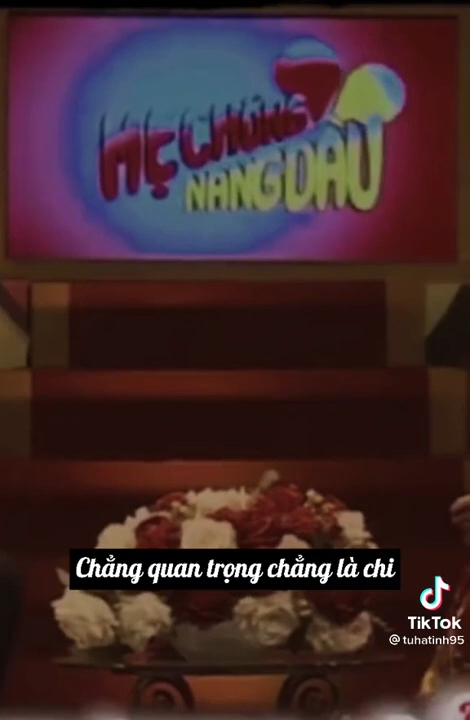 MẸ CHỒNG
NÀNG DÂU
Chẳng quan trọng chẳng là chi
TikTok
@tuhatinh95